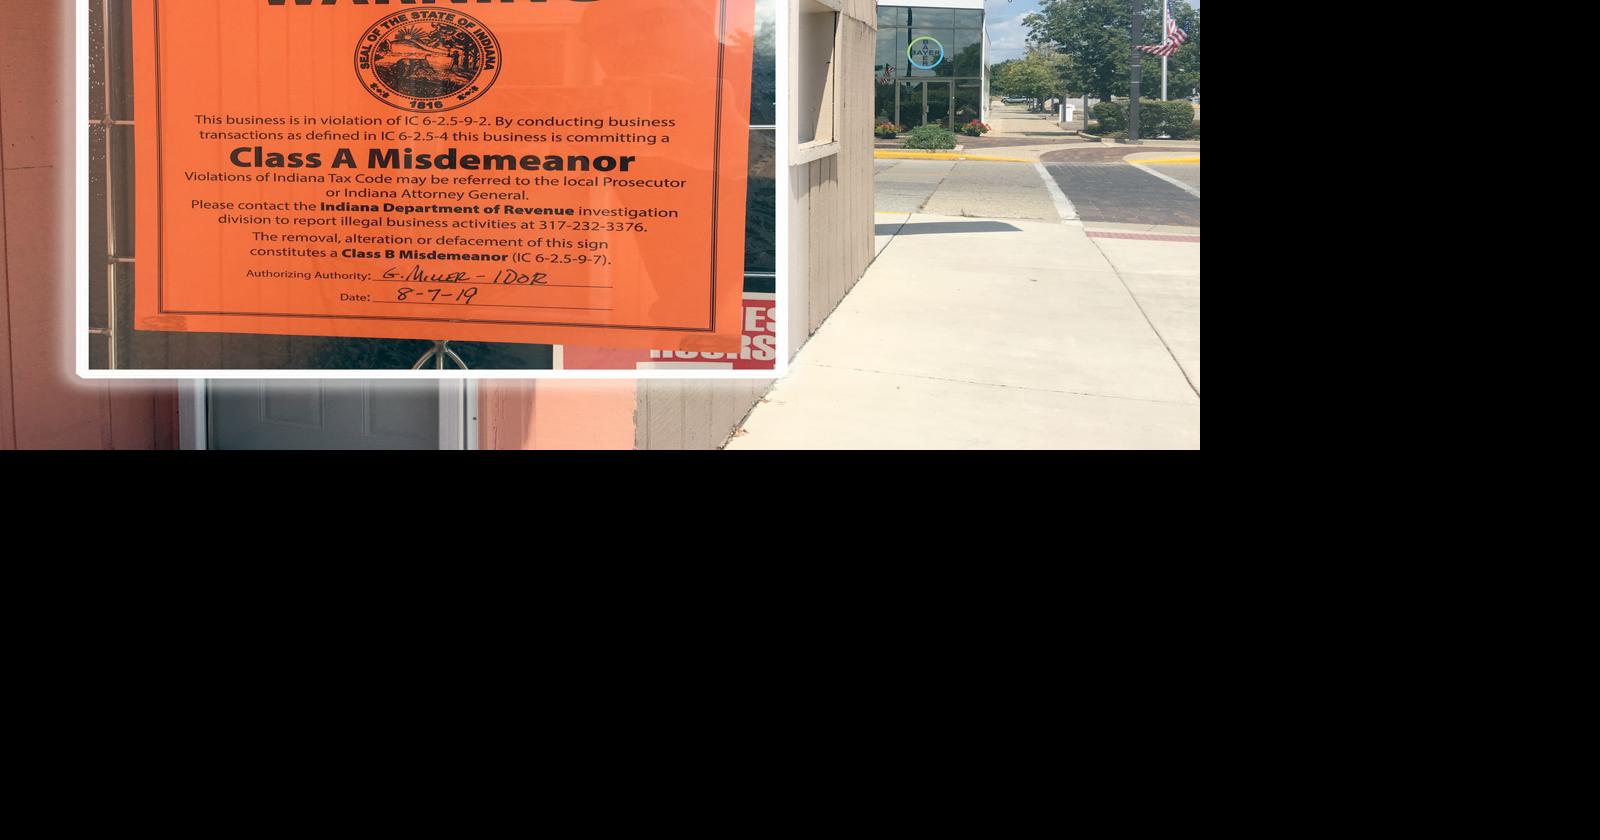 WARNING
SEAL OF THE STATE OF INDIANA
1816
This business is in violation of IC 6-2.5-9-2. By conducting business
transactions as defined in IC 6-2.5-4 this business is committing a
Class A Misdemeanor
Violations of Indiana Tax Code may be referred to the local Prosecutor
or Indiana Attorney General.
Please contact the Indiana Department of Revenue investigation
division to report illegal business activities at 317-232-3376.
The removal, alteration or defacement of this sign
constitutes a Class B Misdemeanor (IC 6-2.5-9-7).
Authorizing Authority: G. Miller - IDOR
Date: 8-7-19
HOURS
BAYER
BAYER